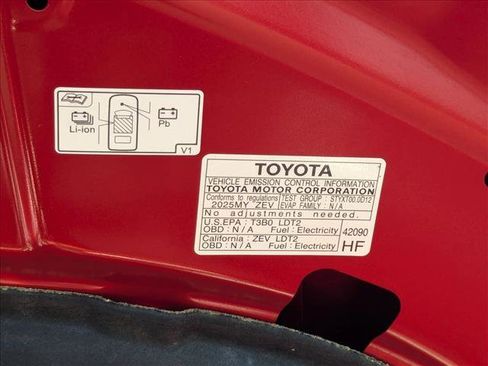 Li-ion
Pb
V1
TOYOTA
VEHICLE EMISSION CONTROL INFORMATION
TOYOTA MOTOR CORPORATION
Conforms to regulations TEST GROUP : STYXT00.0D12
2025MY ZEV EVAP.FAMILY : N/A
No adjustments needed.
U.S.EPA : T3B0 LDT2
OBD : N/A Fuel : Electricity 42090
California : ZEV LDT2
OBD : N/A Fuel : Electricity HF